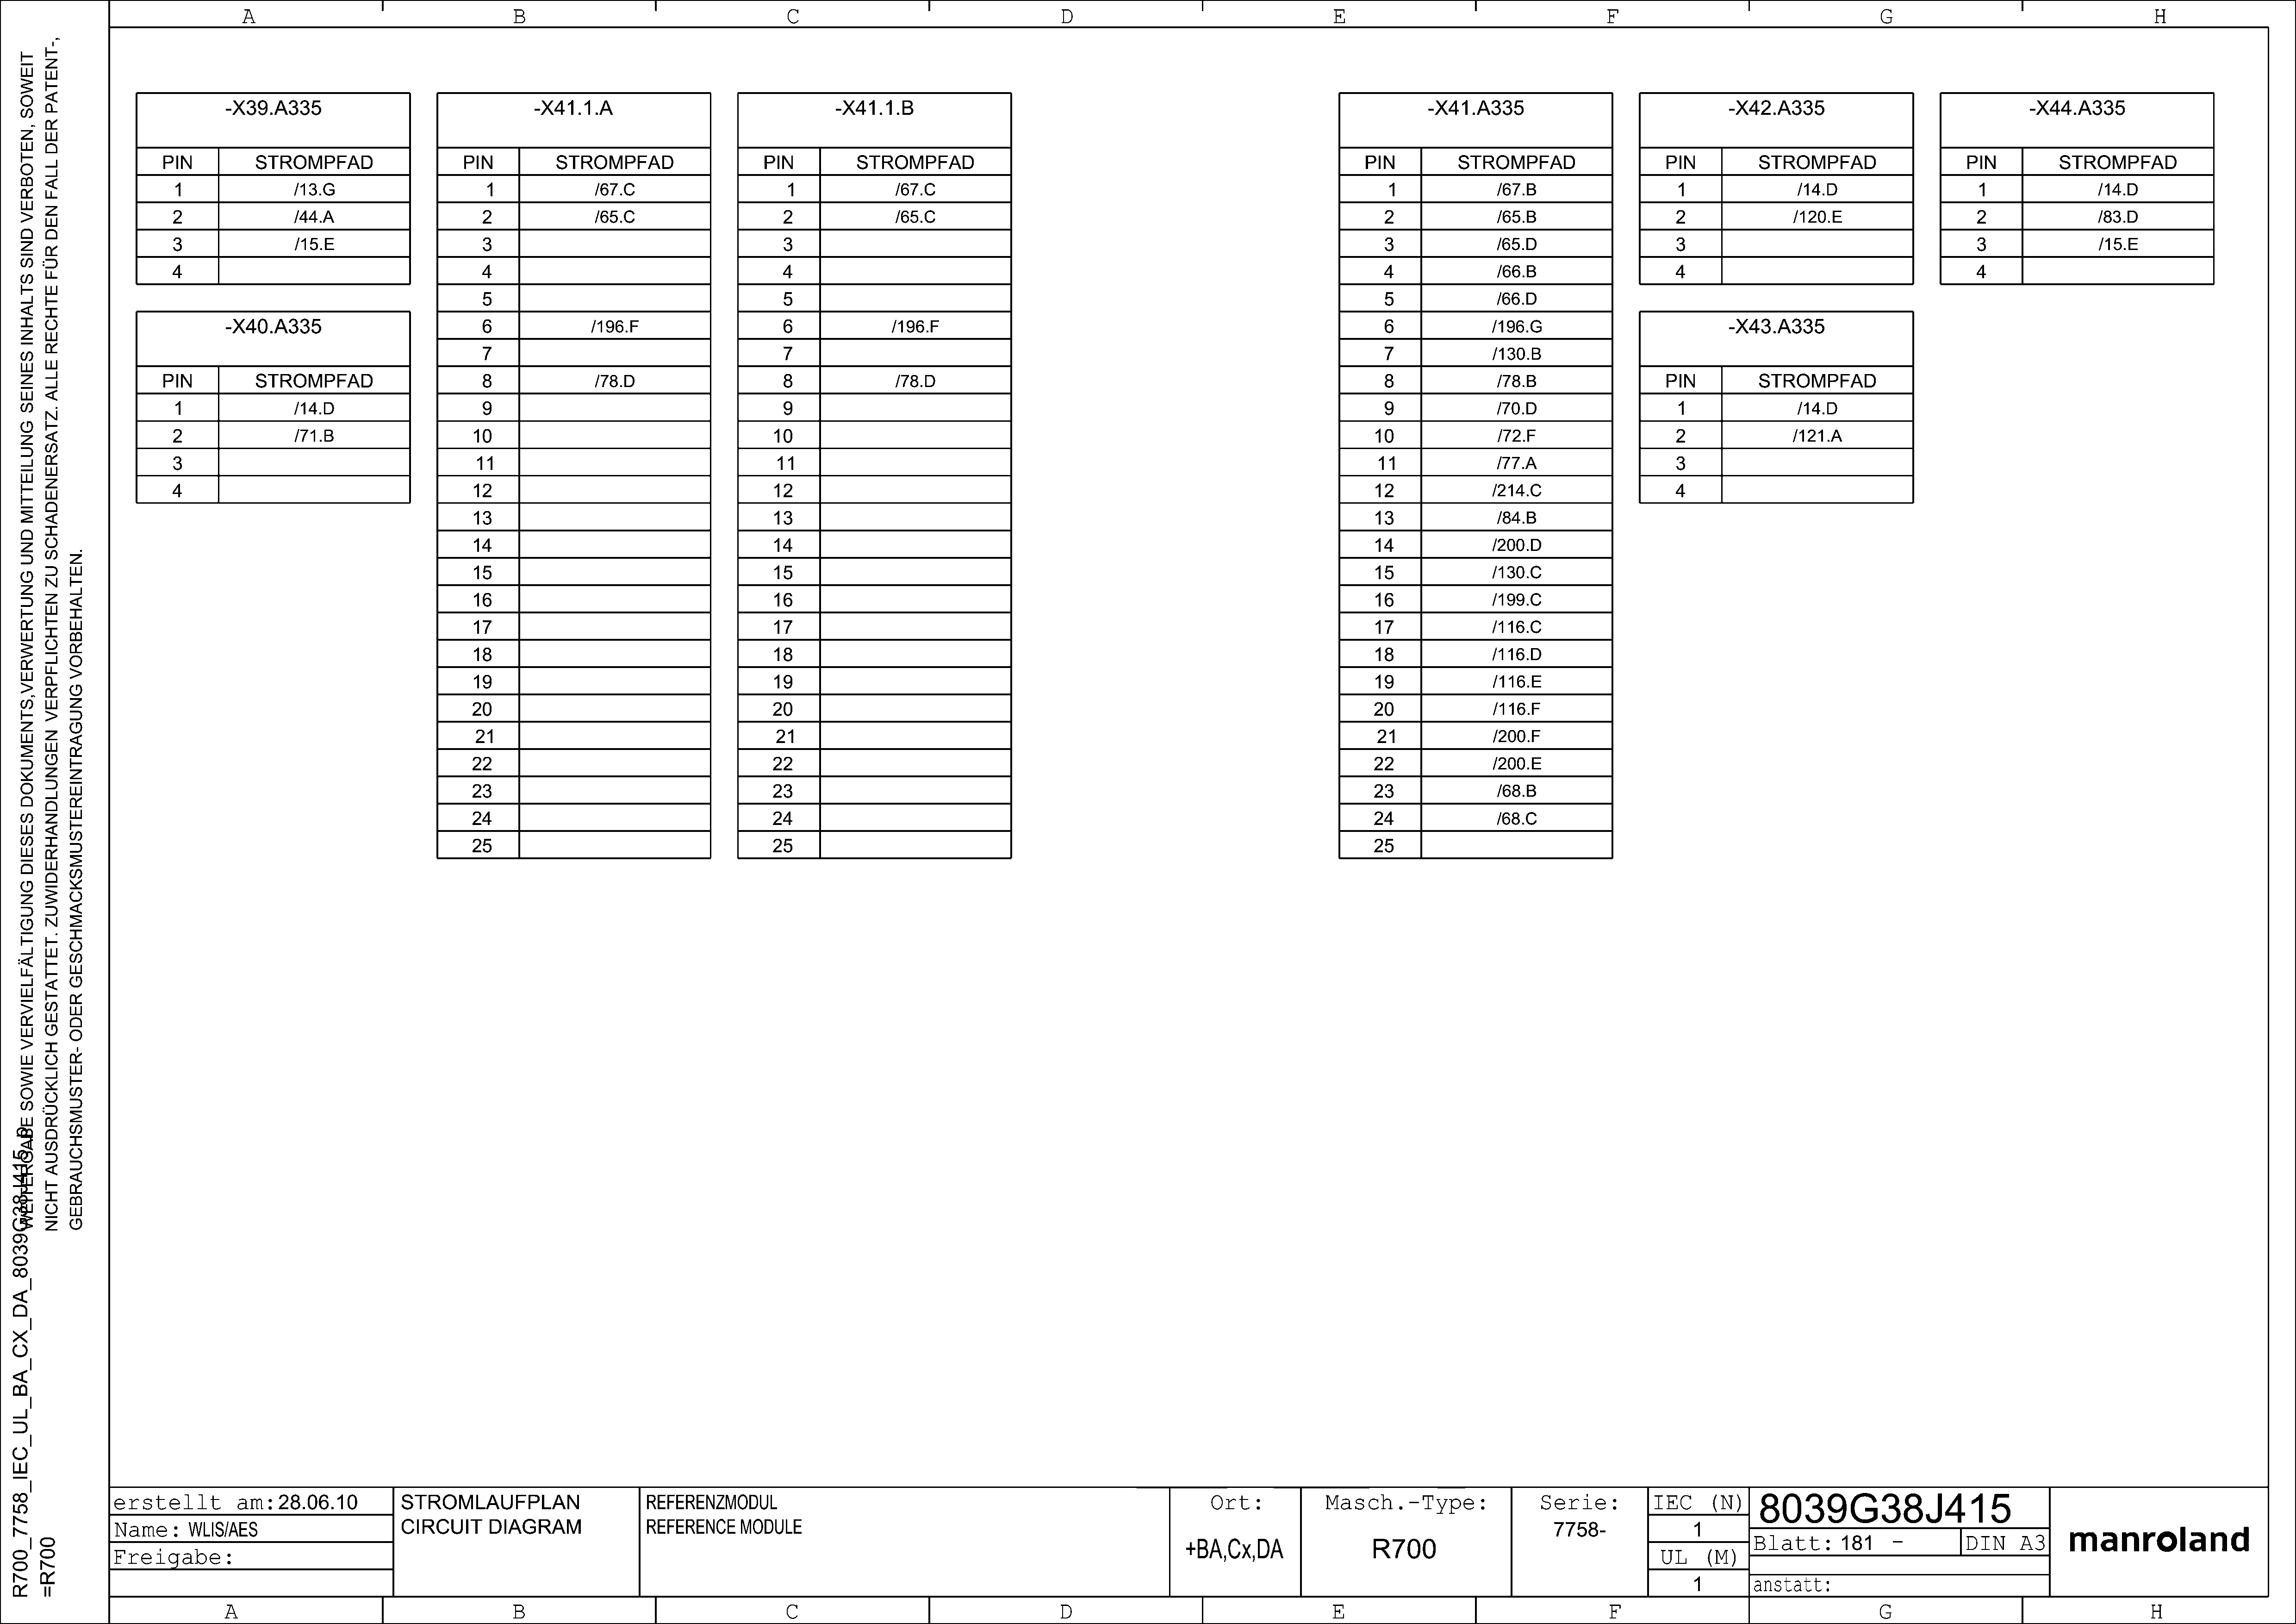 A B C D E F G H
-X39.A335
PIN STROMPFAD
1 /13.G
2 /44.A
3 /15.E
4
-X40.A335
PIN STROMPFAD
1 /14.D
2 /71.B
3
4
-X41.1.A
PIN STROMPFAD
1 /67.C
2 /65.C
3
4
5
6 /196.F
7
8 /78.D
9
10
11
12
13
14
15
16
17
18
19
20
21
22
23
24
25
-X41.1.B
PIN STROMPFAD
1 /67.C
2 /65.C
3
4
5
6 /196.F
7
8 /78.D
9
10
11
12
13
14
15
16
17
18
19
20
21
22
23
24
25
-X41.A335
PIN STROMPFAD
1 /67.B
2 /65.B
3 /65.D
4 /66.B
5 /66.D
6 /196.G
7 /130.B
8 /78.B
9 /70.D
10 /72.F
11 /77.A
12 /214.C
13 /84.B
14 /200.D
15 /130.C
16 /199.C
17 /116.C
18 /116.D
19 /116.E
20 /116.F
21 /200.F
22 /200.E
23 /68.B
24 /68.C
25
-X42.A335
PIN STROMPFAD
1 /14.D
2 /120.E
3
4
-X43.A335
PIN STROMPFAD
1 /14.D
2 /121.A
3
4
-X44.A335
PIN STROMPFAD
1 /14.D
2 /83.D
3 /15.E
4
WEITERGABE SOWIE VERVIELFÄLTIGUNG DIESES DOKUMENTS,VERWERTUNG UND MITTEILUNG SEINES INHALTS SIND VERBOTEN, SOWEIT
NICHT AUSDRÜCKLICH GESTATTET. ZUWIDERHANDLUNGEN VERPFLICHTEN ZU SCHADENERSATZ. ALLE RECHTE FÜR DEN FALL DER PATENT-,
GEBRAUCHSMUSTER- ODER GESCHMACKSMUSTEREINTRAGUNG VORBEHALTEN.
R700_7758_IEC_UL_BA_CX_DA_8039G38J415_p
=R700
erstellt am: 28.06.10
Name: WLIS/AES
Freigabe:
STROMLAUFPLAN
CIRCUIT DIAGRAM
REFERENZMODUL
REFERENCE MODULE
Ort:
+BA,Cx,DA
Masch.-Type:
R700
Serie:
7758-
IEC (N)
1
UL (M)
1
8039G38J415
Blatt: 181 - DIN A3
anstatt:
manroland
A B C D E F G H